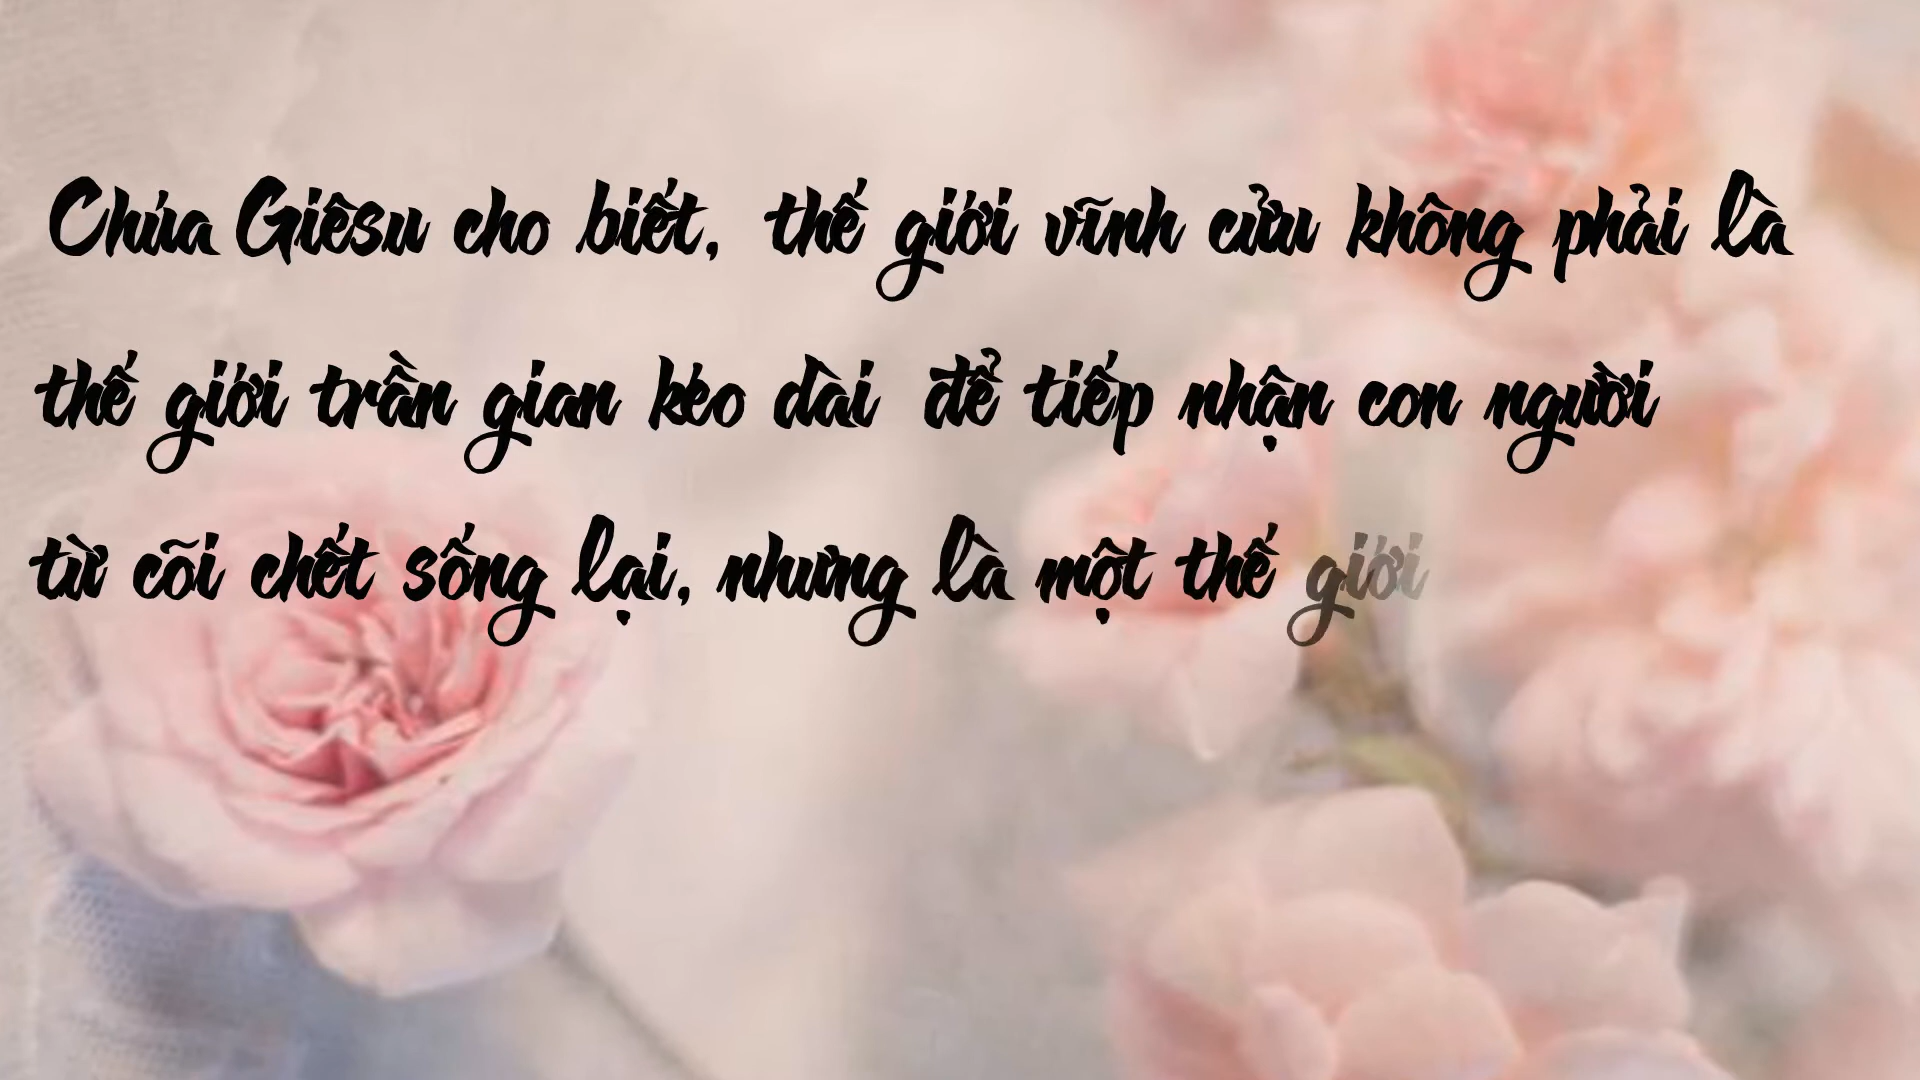 Chúa Giêsu cho biết, thế giới vĩnh cửu không phải là
thế giới trần gian kéo dài để tiếp nhận con người
từ cõi chết sống lại, nhưng là một thế giới